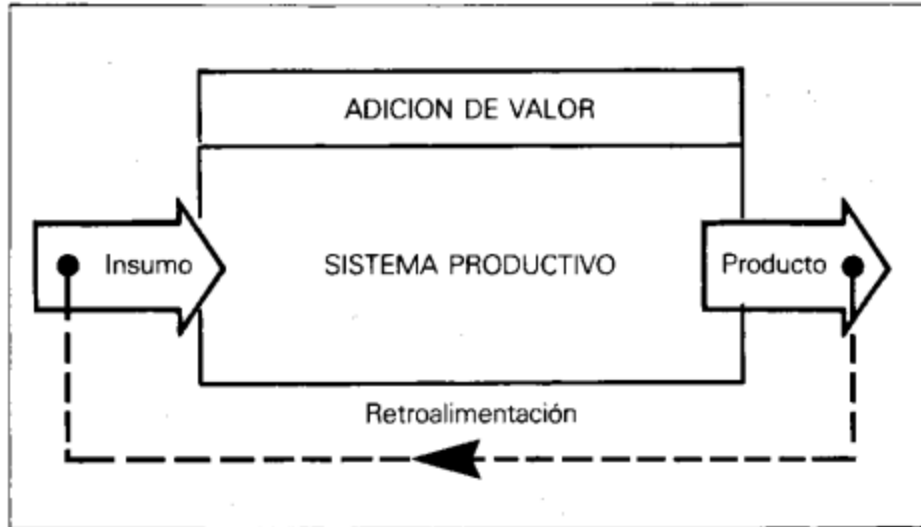 ADICION DE VALOR
Insumo
SISTEMA PRODUCTIVO
Producto
Retroalimentación